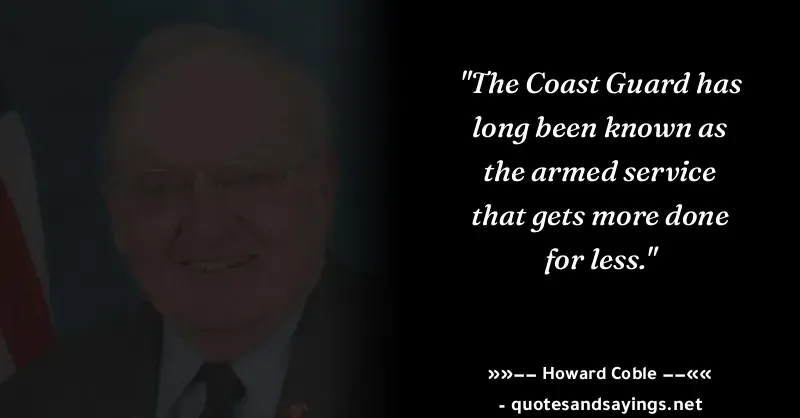 "The Coast Guard has
long been known as
the armed service
that gets more done
for less."
»»–– Howard Coble ––««
- quotesandsayings.net